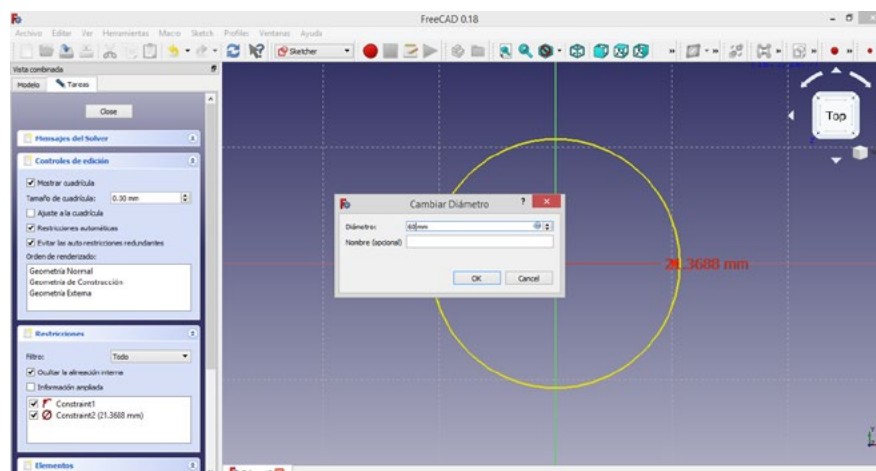 FreeCAD 0.18
Archivo Editar Ver Herramientas Macro Sketch Profiles Ventanas Ayuda
Sketcher
Vista combinada
Modelo Tareas
Close
Mensajes del Solver
Controles de edición
Mostrar cuadrícula
Tamaño de cuadrícula: 0.30 mm
Ajuste a la cuadrícula
Restricciones automáticas
Evitar las auto restricciones redundantes
Orden de renderizado:
Geometría Normal
Geometría de Construcción
Geometría Externa
Restricciones
Filtro: Todo
Ocultar la alineación interna
Información ampliada
Constraint1
Constraint2 (21.3688 mm)
Elementos
Cambiar Diámetro ?
Diámetro: 60 mm
Nombre (opcional)
OK Cancel
21.3688 mm
Top